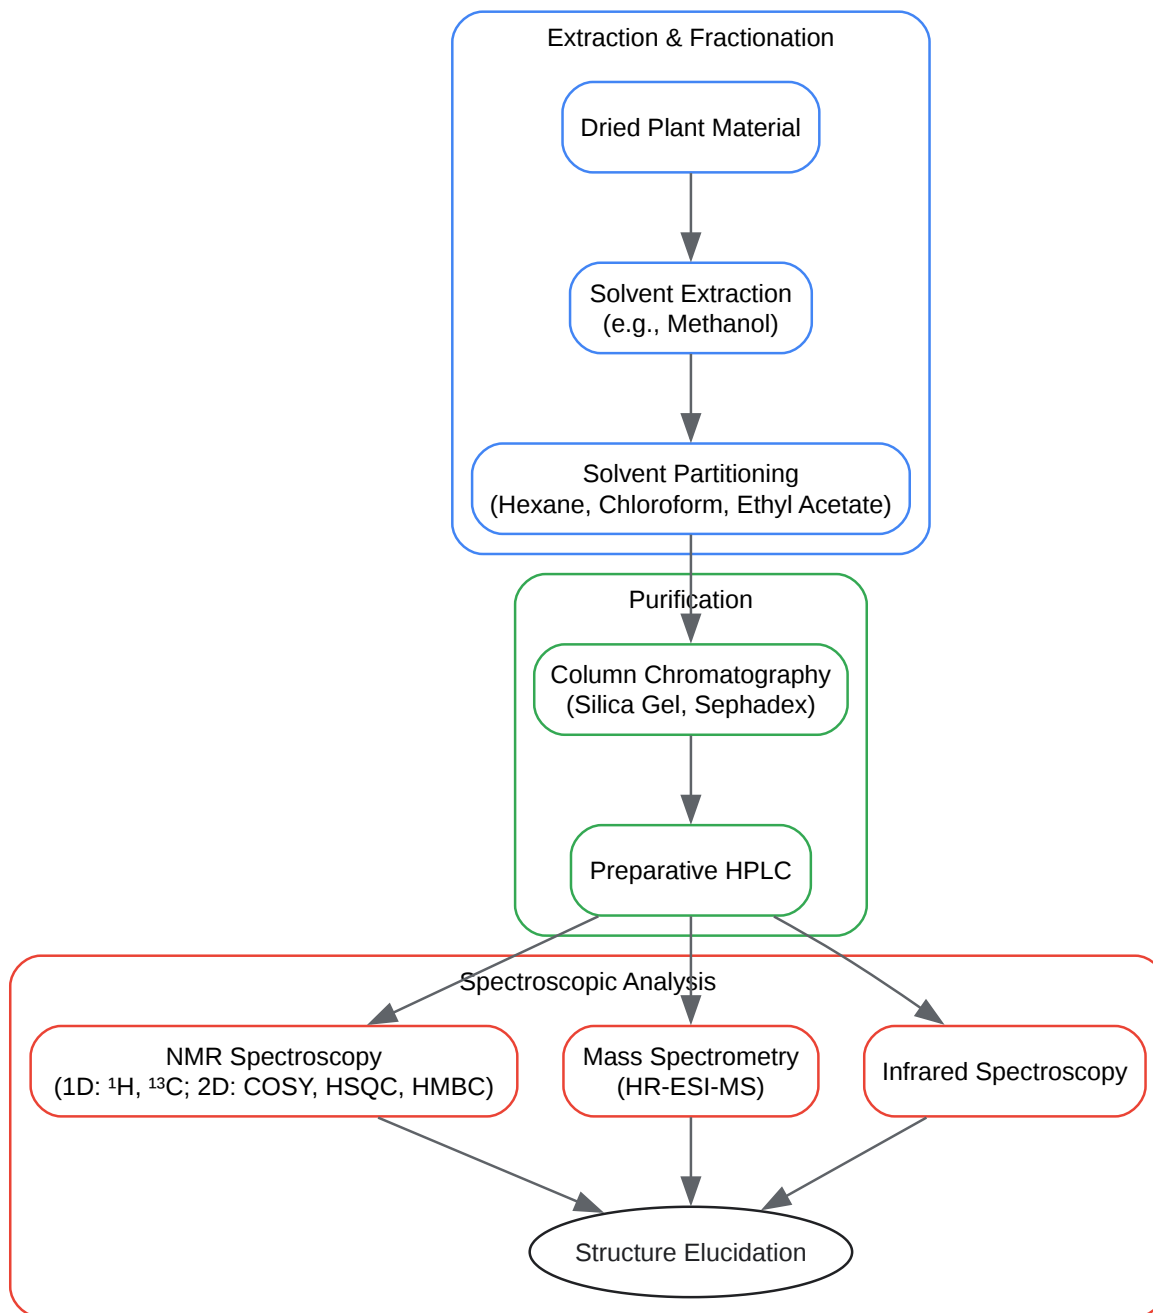 Extraction & Fractionation
Dried Plant Material
Solvent Extraction
(e.g., Methanol)
Solvent Partitioning
(Hexane, Chloroform, Ethyl Acetate)
Purification
Column Chromatography
(Silica Gel, Sephadex)
Preparative HPLC
Spectroscopic Analysis
NMR Spectroscopy
(1D: ¹H, ¹³C; 2D: COSY, HSQC, HMBC)
Mass Spectrometry
(HR-ESI-MS)
Infrared Spectroscopy
Structure Elucidation